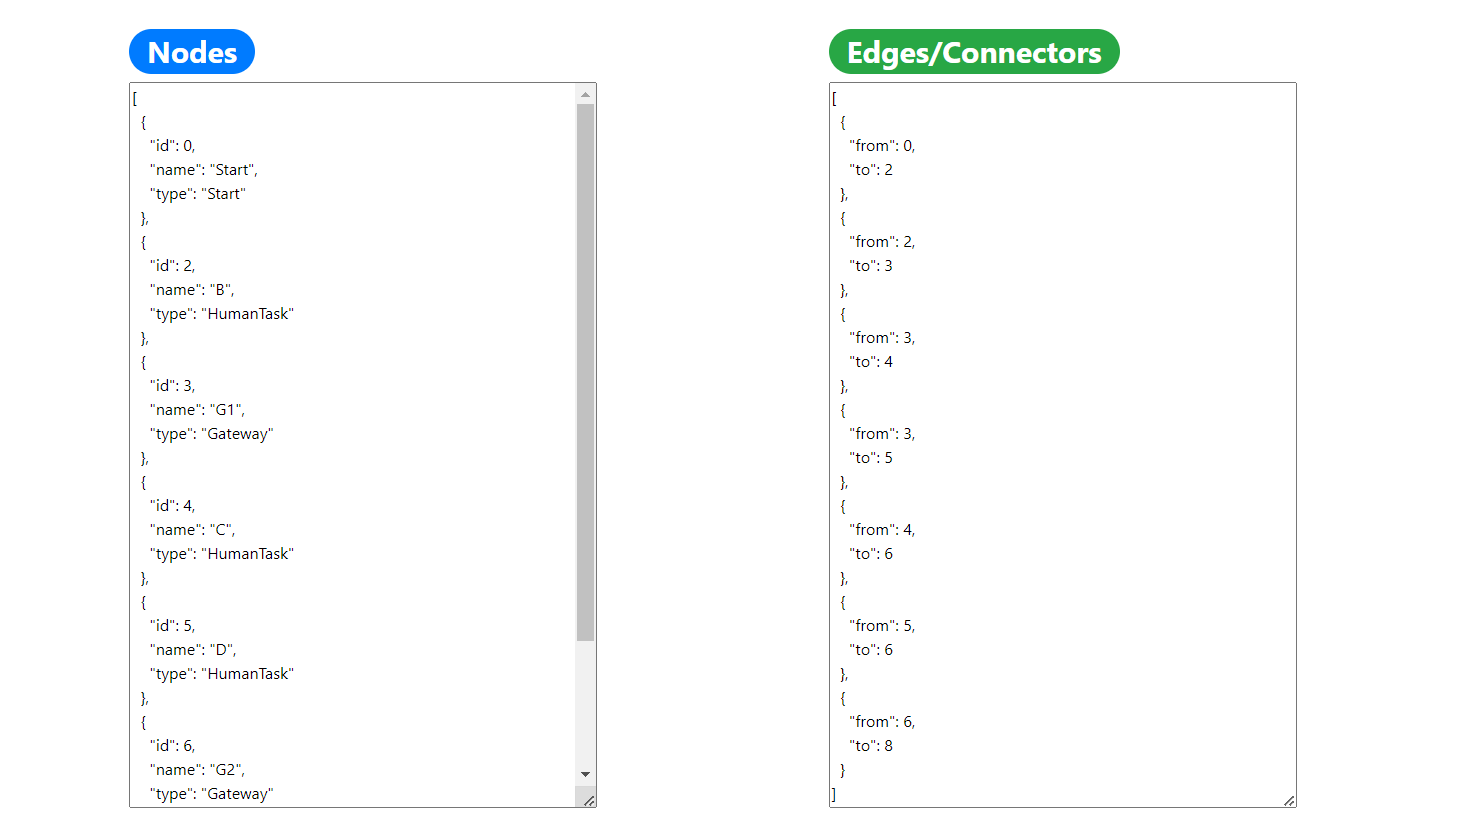 Nodes
[
  {
    "id": 0,
    "name": "Start",
    "type": "Start"
  },
  {
    "id": 2,
    "name": "B",
    "type": "HumanTask"
  },
  {
    "id": 3,
    "name": "G1",
    "type": "Gateway"
  },
  {
    "id": 4,
    "name": "C",
    "type": "HumanTask"
  },
  {
    "id": 5,
    "name": "D",
    "type": "HumanTask"
  },
  {
    "id": 6,
    "name": "G2",
    "type": "Gateway"
Edges/Connectors
[
  {
    "from": 0,
    "to": 2
  },
  {
    "from": 2,
    "to": 3
  },
  {
    "from": 3,
    "to": 4
  },
  {
    "from": 3,
    "to": 5
  },
  {
    "from": 4,
    "to": 6
  },
  {
    "from": 5,
    "to": 6
  },
  {
    "from": 6,
    "to": 8
  }
]